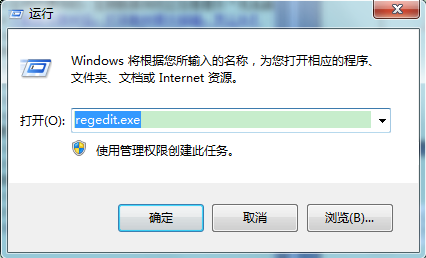 运行
Windows 将根据您所输入的名称，为您打开相应的程序、
文件夹、文档或 Internet 资源。
打开(O): regedit.exe
使用管理权限创建此任务。
确定 取消 浏览(B)...